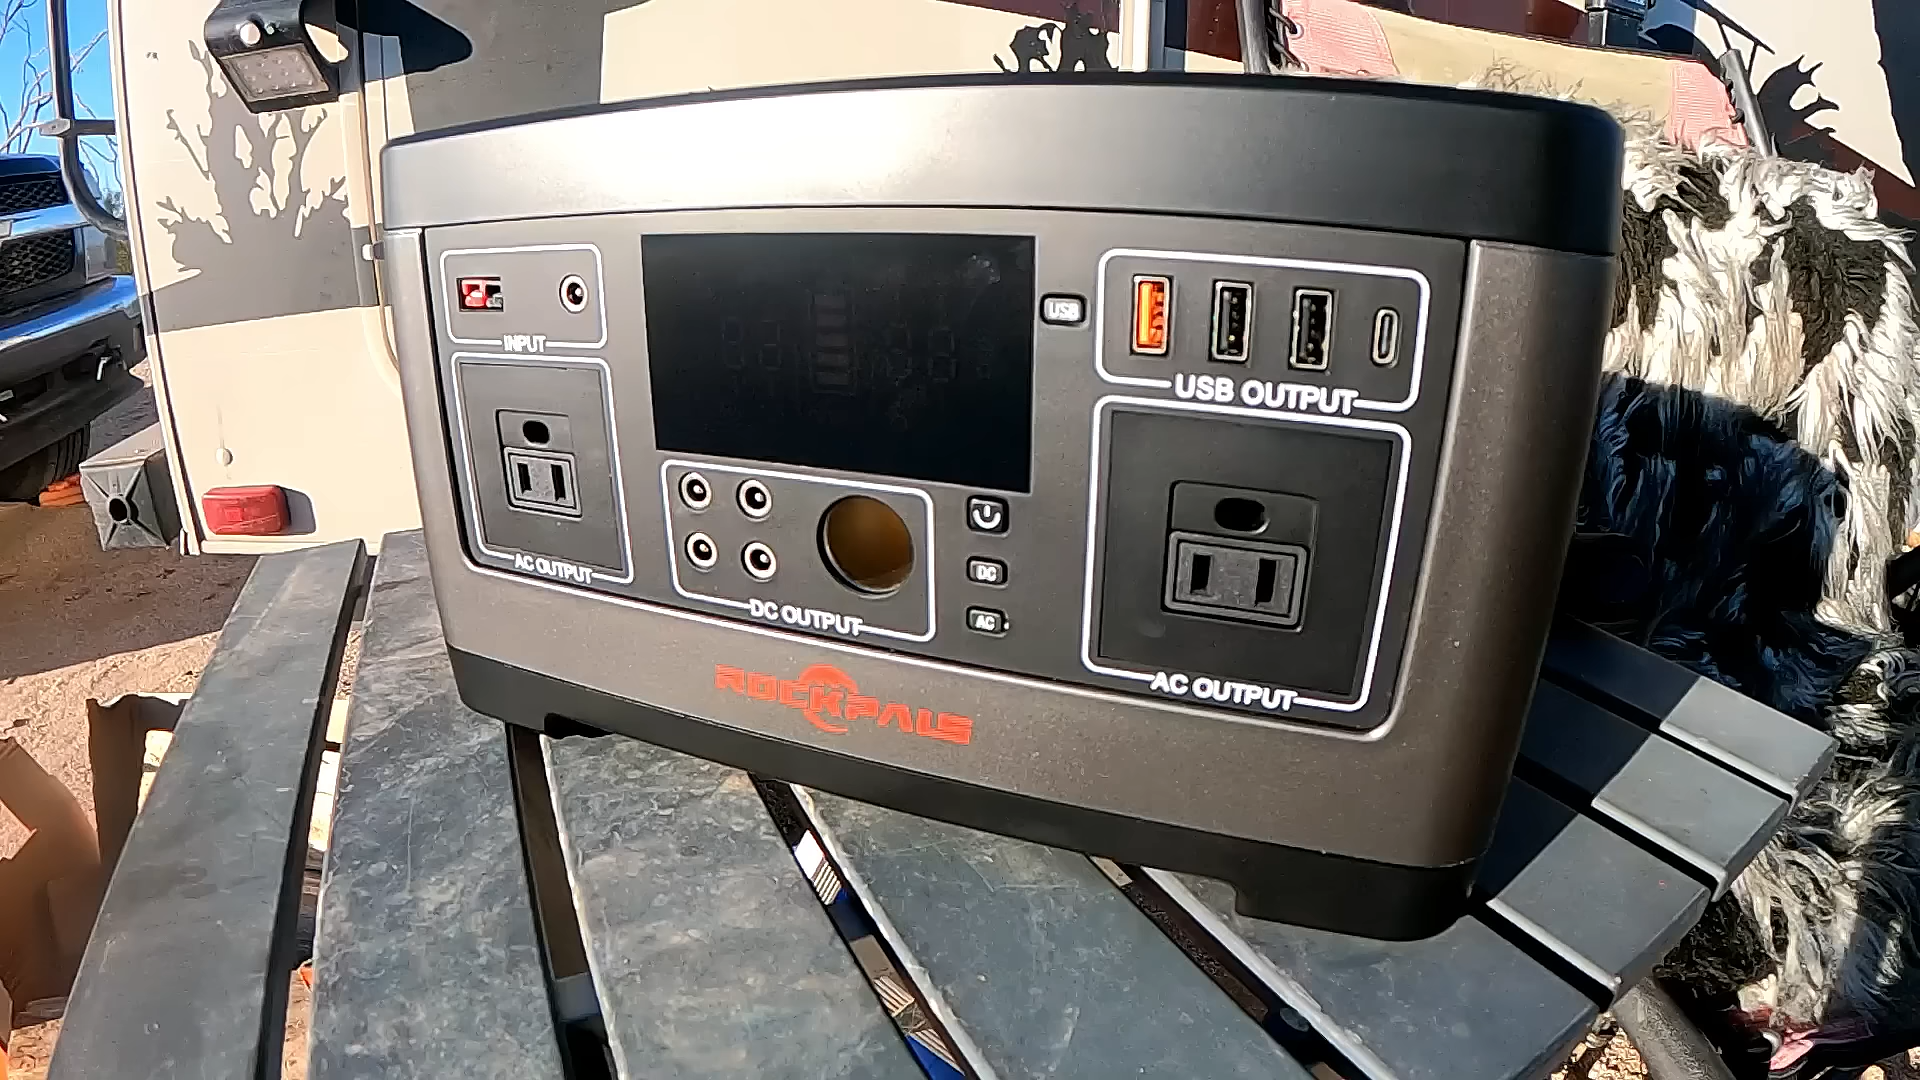 INPUT
USB
USB OUTPUT
AC OUTPUT
DC OUTPUT
DC
AC
AC OUTPUT
ROCKPALS